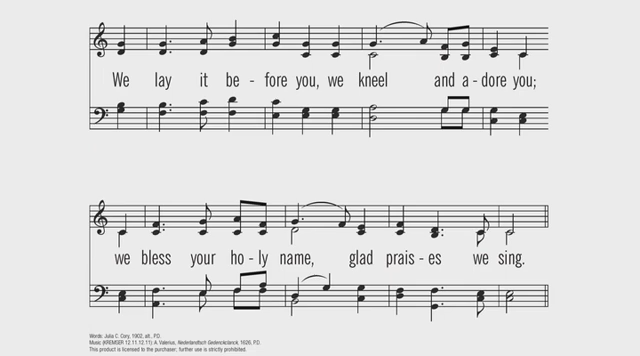 We lay it be - fore you, we kneel and a - dore you;
we bless your ho - ly name, glad prais - es we sing.
Words: Julia C. Cory, 1902, alt., P.D.
Music (KREMSER 12.11.12.11): A. Valerius, Nederlandtsch Gedencklanck, 1626, P.D.
This product is licensed to the purchaser; further use is strictly prohibited.